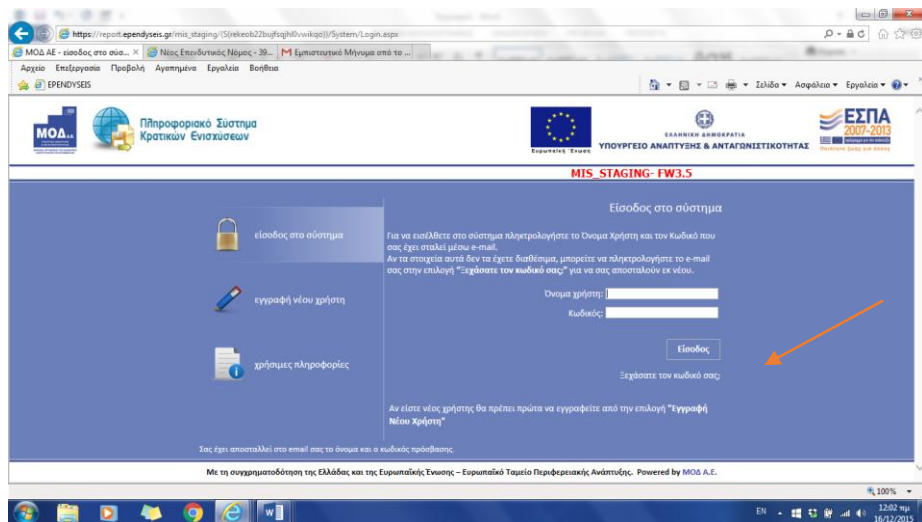 https://report.ependyseis.gr/mis_staging/(S(rekeob22bujfsqjhl0vwikqo))/System/Login.aspx
ΜΟΔ ΑΕ - είσοδος στο σύσ...
Νέος Επενδυτικός Νόμος - 39...
Εμπιστευτικό Μήνυμα από το ...
Αρχείο Επεξεργασία Προβολή Αγαπημένα Εργαλεία Βοήθεια
EPENDYSEIS
Σελίδα Ασφάλεια Εργαλεία
ΜΟΔ Α.Ε.
Πληροφοριακό Σύστημα
Κρατικών Ενισχύσεων
Ευρωπαϊκή Ένωση
ΕΛΛΗΝΙΚΗ ΔΗΜΟΚΡΑΤΙΑ
ΥΠΟΥΡΓΕΙΟ ΑΝΑΠΤΥΞΗΣ & ΑΝΤΑΓΩΝΙΣΤΙΚΟΤΗΤΑΣ
ΕΣΠΑ
2007-2013
MIS_STAGING- FW3.5
Είσοδος στο σύστημα
είσοδος στο σύστημα
Για να εισέλθετε στο σύστημα πληκτρολογήστε το Όνομα Χρήστη και τον Κωδικό που
σας έχει σταλεί μέσω e-mail.
Αν τα στοιχεία αυτά δεν τα έχετε διαθέσιμα, μπορείτε να πληκτρολογήσετε το e-mail
σας στην επιλογή "Ξεχάσατε τον κωδικό σας;" για να σας αποσταλούν εκ νέου.
εγγραφή νέου χρήστη
Όνομα χρήστη:
Κωδικός:
Είσοδος
χρήσιμες πληροφορίες
Ξεχάσατε τον κωδικό σας;
Αν είστε νέος χρήστης θα πρέπει πρώτα να εγγραφείτε από την επιλογή "Εγγραφή
Νέου Χρήστη"
Σας έχει αποσταλλεί στο email σας το όνομα και ο κωδικός πρόσβασης.
Με τη συγχρηματοδότηση της Ελλάδας και της Ευρωπαϊκής Ένωσης – Ευρωπαϊκό Ταμείο Περιφερειακής Ανάπτυξης. Powered by ΜΟΔ Α.Ε.
100%
EN
12:02 πμ
16/12/2015